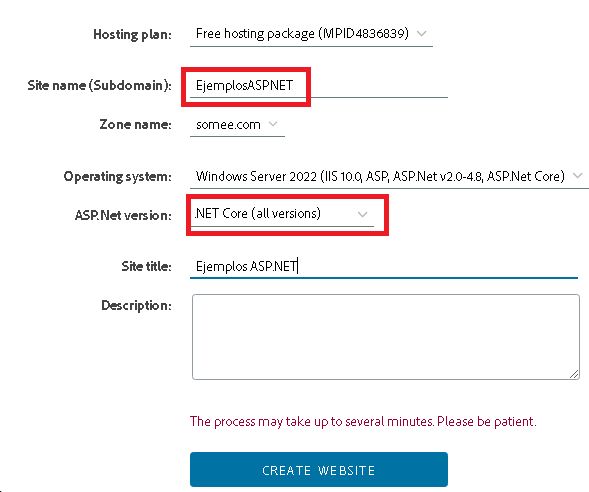 Hosting plan: Free hosting package (MPID4836839)
Site name (Subdomain): EjemplosASPNET
Zone name: somee.com
Operating system: Windows Server 2022 (IIS 10.0, ASP, ASP.Net v2.0-4.8, ASP.Net Core)
ASP.Net version: .NET Core (all versions)
Site title: Ejemplos ASP.NET
Description:
The process may take up to several minutes. Please be patient.
CREATE WEBSITE